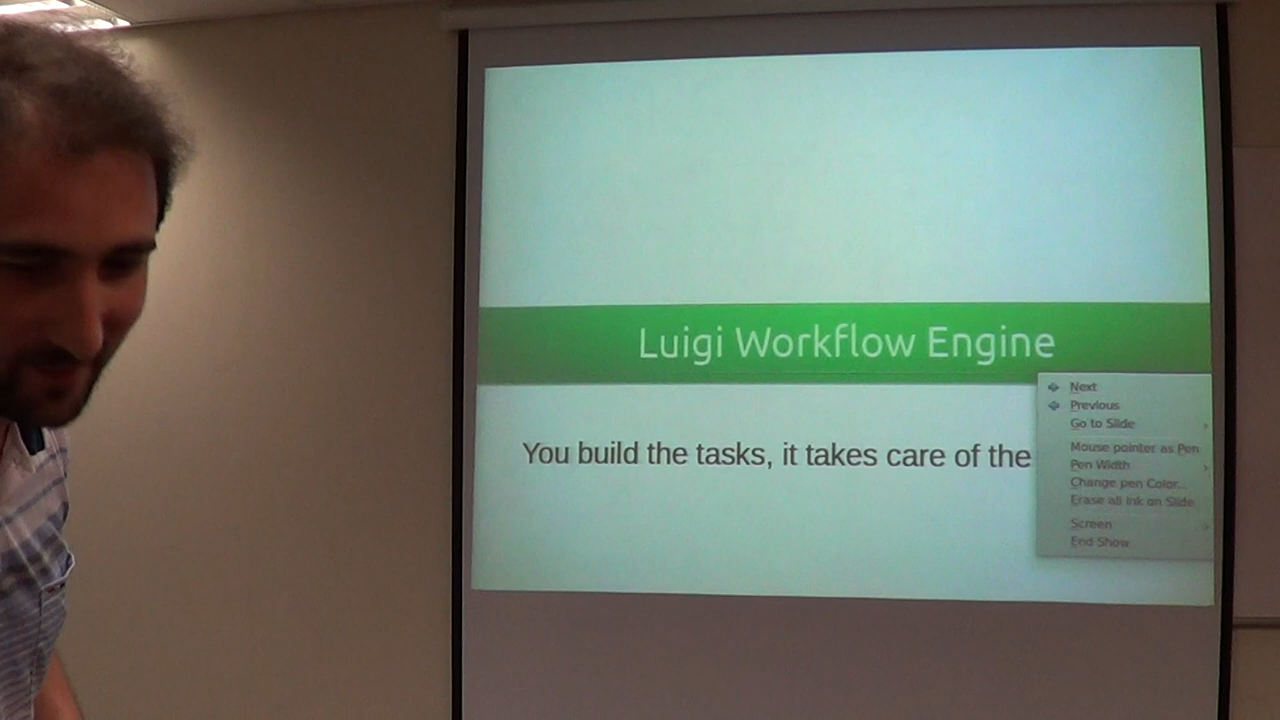 Luigi Workflow Engine
You build the tasks, it takes care of the
Next
Previous
Go to Slide
Mouse pointer as Pen
Pen Width
Change pen Color...
Erase all Ink on Slide
Screen
End Show